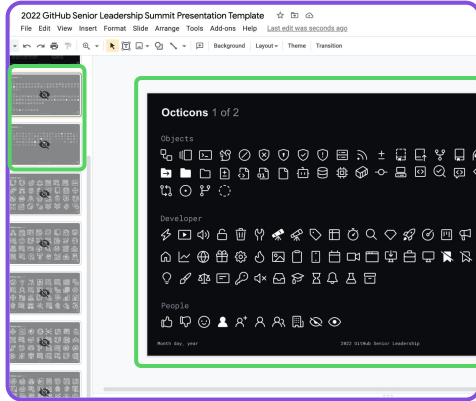 2022 GitHub Senior Leadership Summit Presentation Template
File Edit View Insert Format Slide Arrange Tools Add-ons Help Last edit was seconds ago
Background Layout Theme Transition
Octicons 1 of 2
Objects
Developer
People
Month day, year 2022 GitHub Senior Leadership